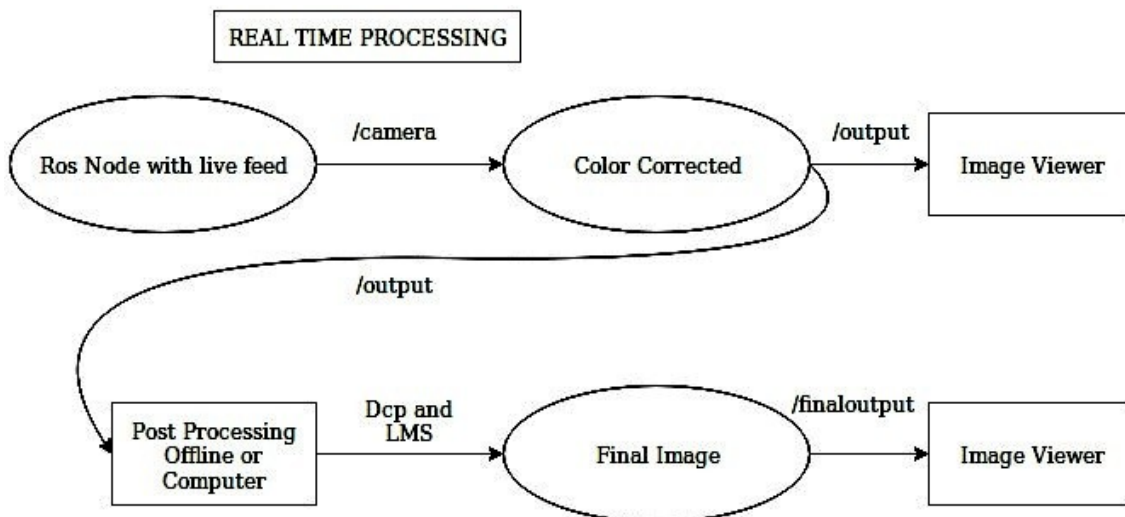 REAL TIME PROCESSING
Ros Node with live feed
/camera
Color Corrected
/output
Image Viewer
/output
Post Processing
Offline or
Computer
Dcp and
LMS
Final Image
/finaloutput
Image Viewer